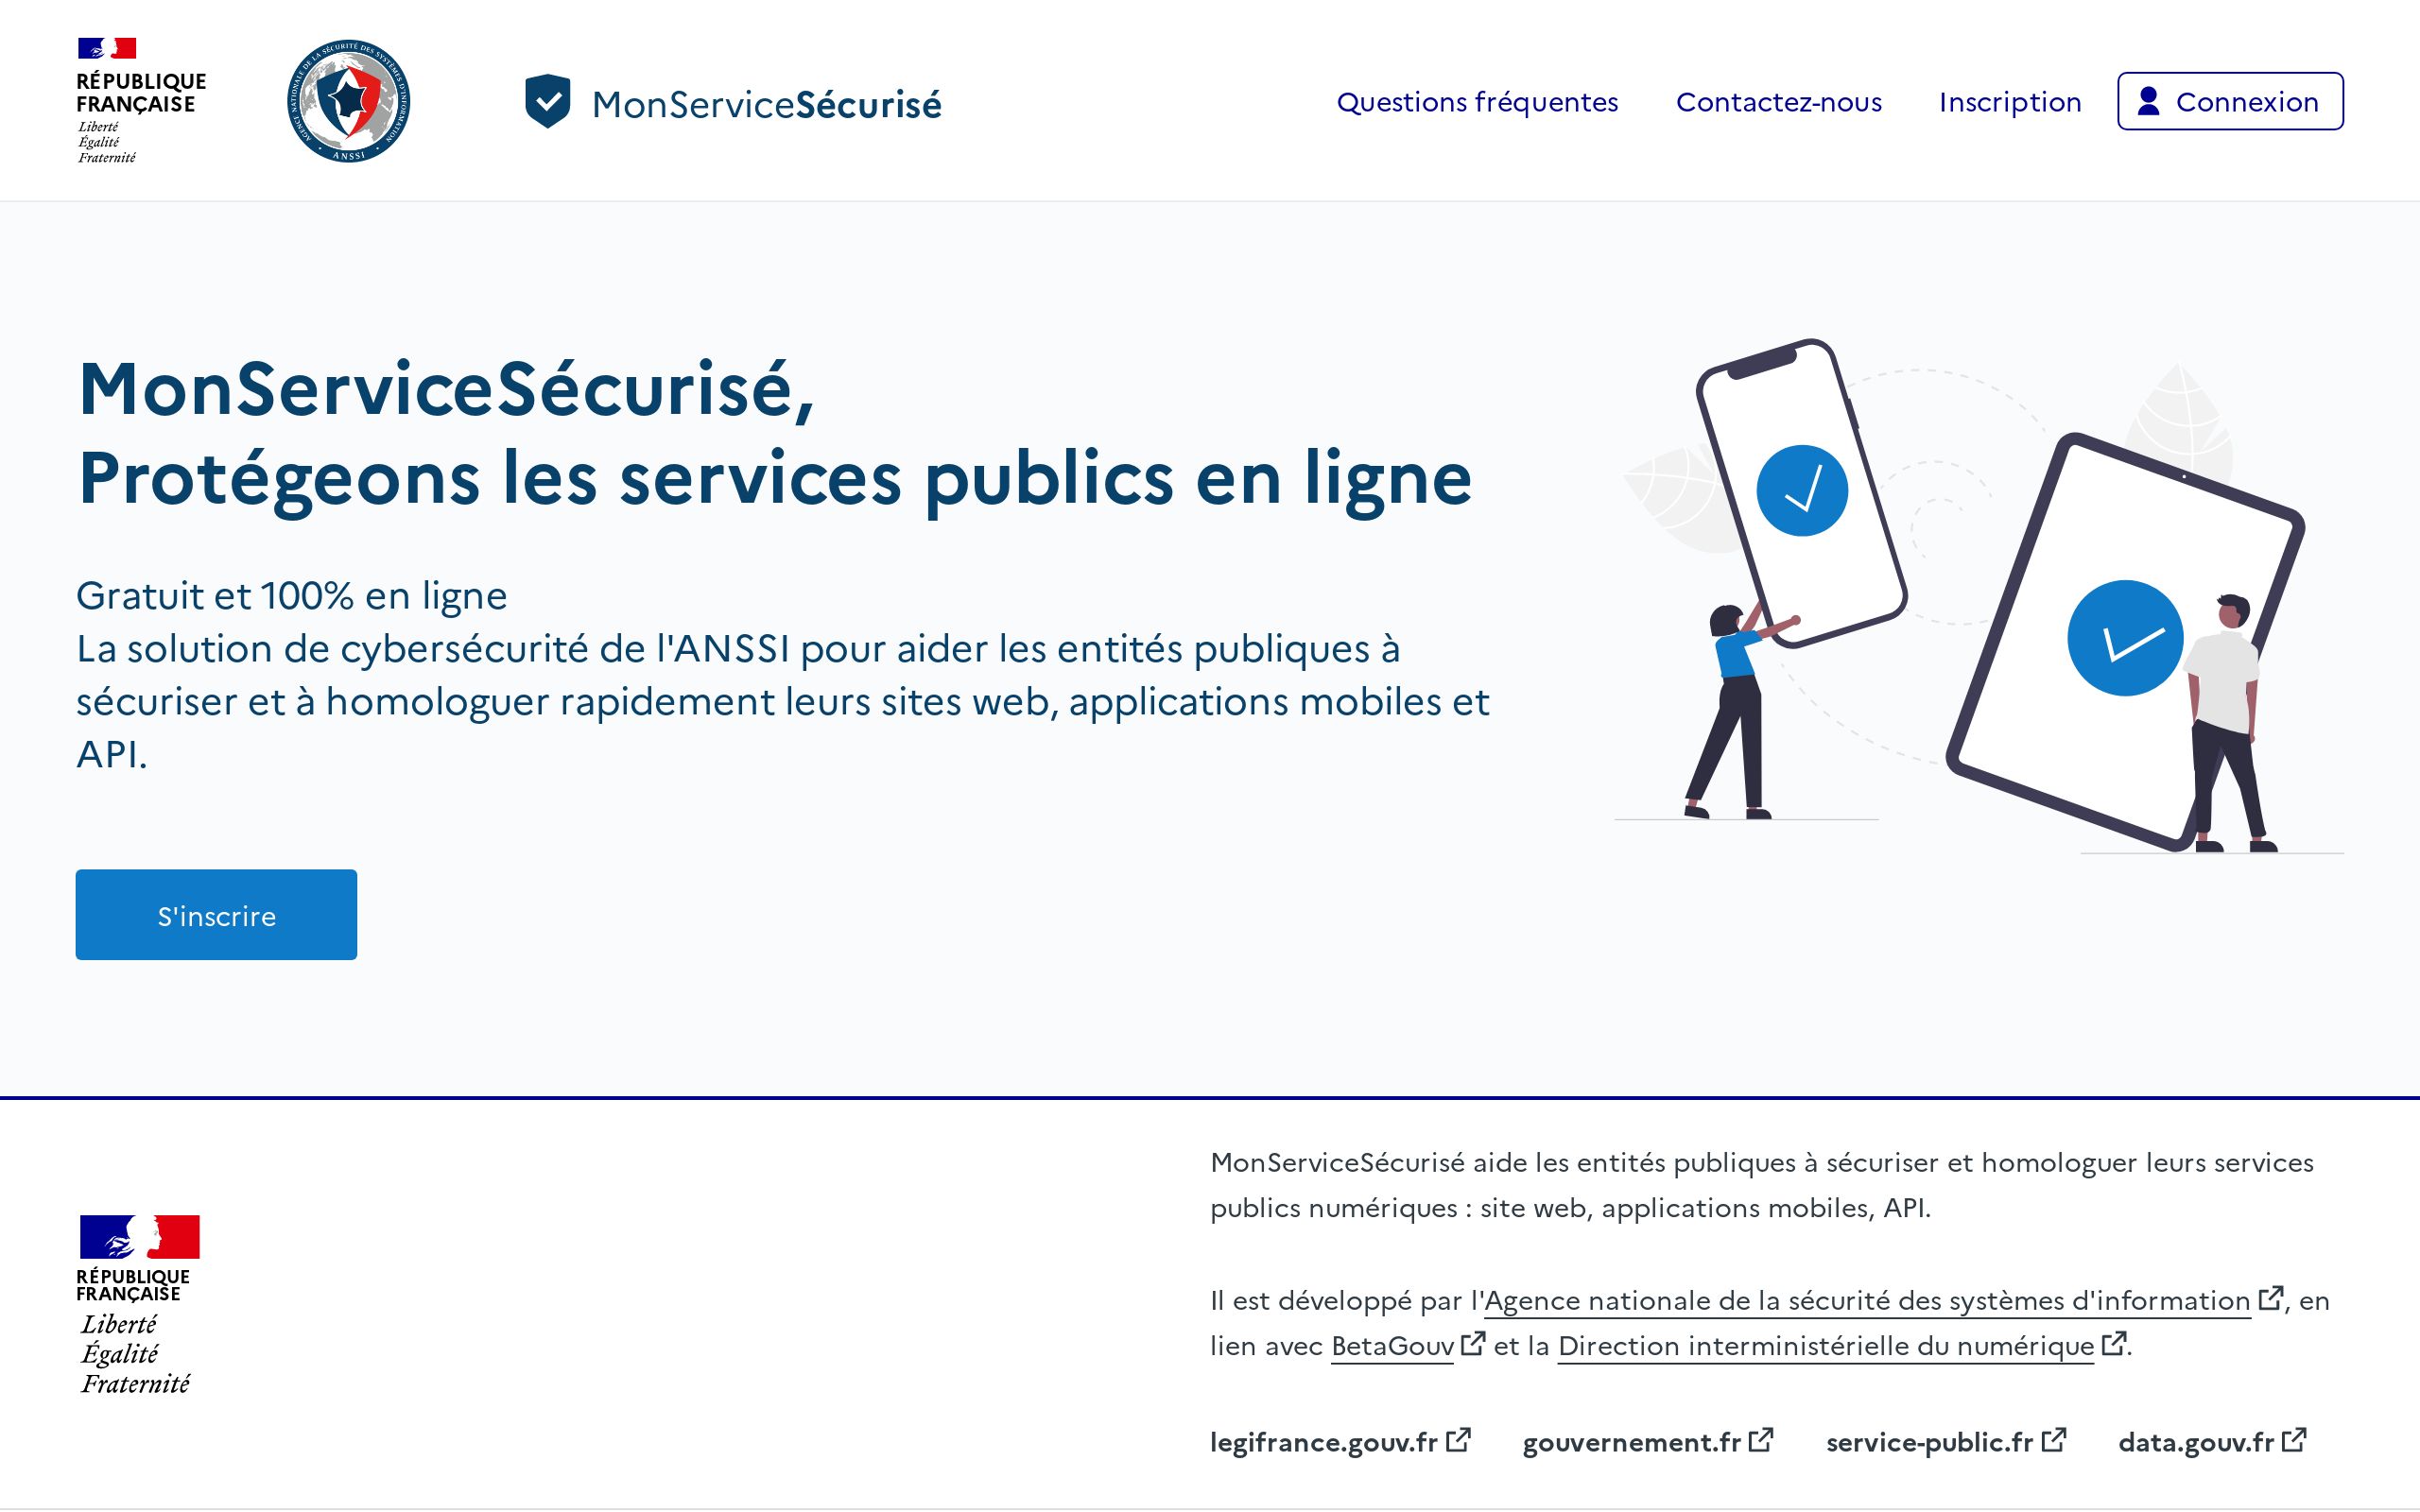 RÉPUBLIQUE
FRANÇAISE
Liberté
Égalité
Fraternité
AGENCE NATIONALE DE LA SÉCURITÉ DES SYSTÈMES D'INFORMATION
ANSSI
MonServiceSécurisé
Questions fréquentes
Contactez-nous
Inscription
Connexion
MonServiceSécurisé,
Protégeons les services publics en ligne
Gratuit et 100% en ligne
La solution de cybersécurité de l'ANSSI pour aider les entités publiques à
sécuriser et à homologuer rapidement leurs sites web, applications mobiles et
API.
S'inscrire
RÉPUBLIQUE
FRANÇAISE
Liberté
Égalité
Fraternité
MonServiceSécurisé aide les entités publiques à sécuriser et homologuer leurs services
publics numériques : site web, applications mobiles, API.
Il est développé par l'Agence nationale de la sécurité des systèmes d'information, en
lien avec BetaGouv et la Direction interministérielle du numérique.
legifrance.gouv.fr
gouvernement.fr
service-public.fr
data.gouv.fr